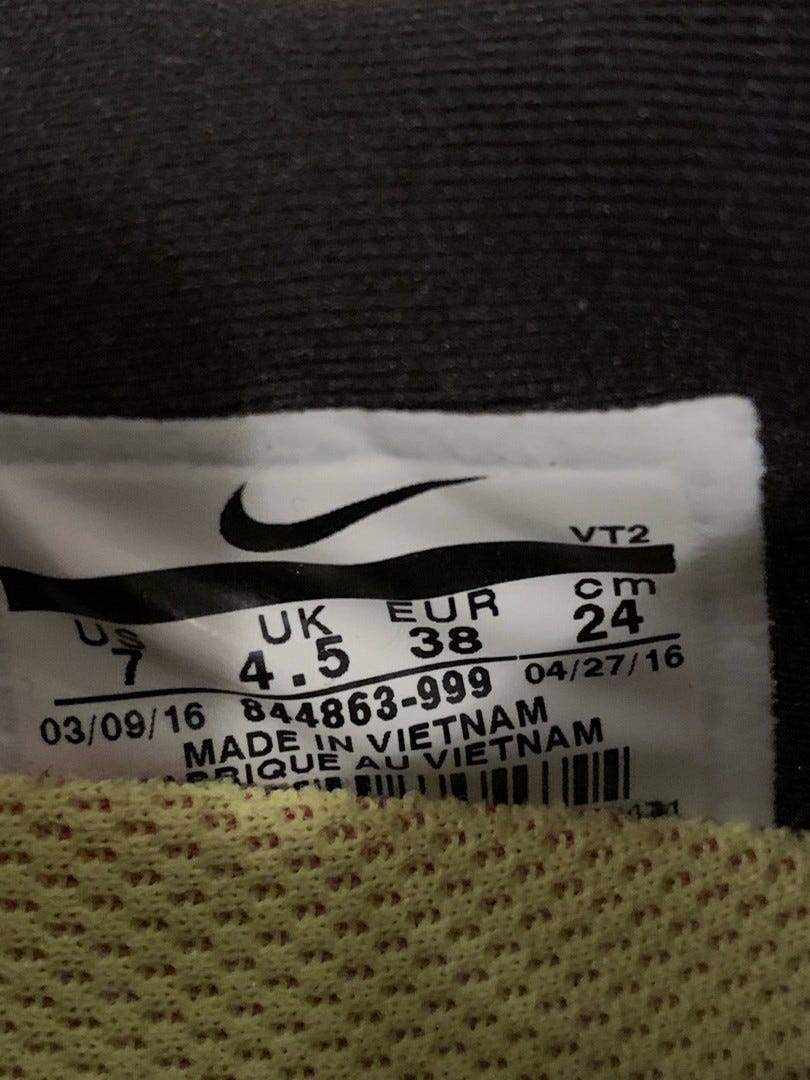 VT2
US UK EUR cm
7 4.5 38 24
03/09/16 844863-999 04/27/16
MADE IN VIETNAM
AU VIETNAM